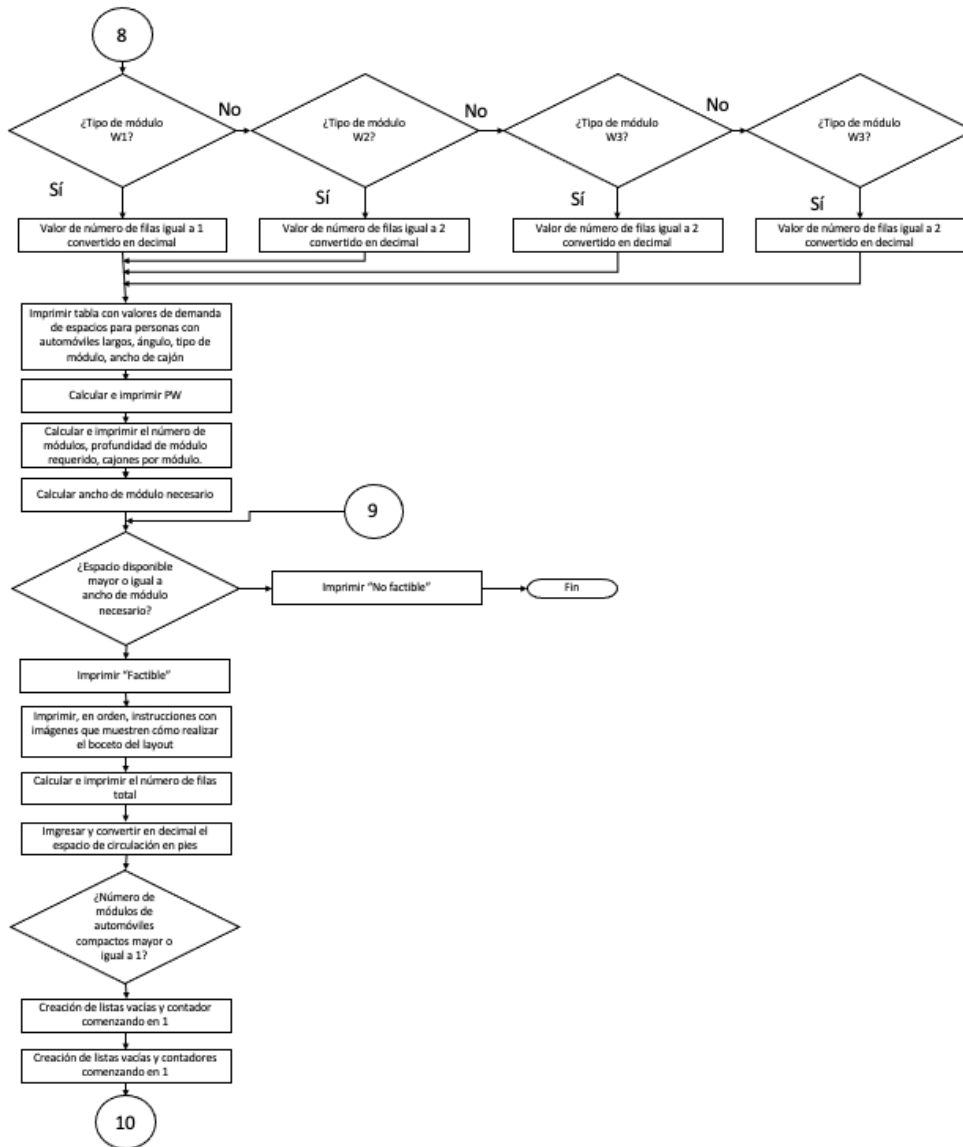 8
No
No
No
¿Tipo de módulo
W1?
¿Tipo de módulo
W2?
¿Tipo de módulo
W3?
¿Tipo de módulo
W3?
Sí
Sí
Sí
Sí
Valor de número de filas igual a 1
convertido en decimal
Valor de número de filas igual a 2
convertido en decimal
Valor de número de filas igual a 2
convertido en decimal
Valor de número de filas igual a 2
convertido en decimal
Imprimir tabla con valores de demanda
de espacios para personas con
automóviles largos, ángulo, tipo de
módulo, ancho de cajón
Calcular e imprimir PW
Calcular e imprimir el número de
módulos, profundidad de módulo
requerido, cajones por módulo.
Calcular ancho de módulo necesario
9
¿Espacio disponible
mayor o igual a
ancho de módulo
necesario?
Imprimir “No factible”
Fin
Imprimir “Factible”
Imprimir, en orden, instrucciones con
imágenes que muestren cómo realizar
el boceto del layout
Calcular e imprimir el número de filas
total
Imgresar y convertir en decimal el
espacio de circulación en pies
¿Número de
módulos de
automóviles
compactos mayor o
igual a 1?
Creación de listas vacías y contador
comenzando en 1
Creación de listas vacías y contadores
comenzando en 1
10